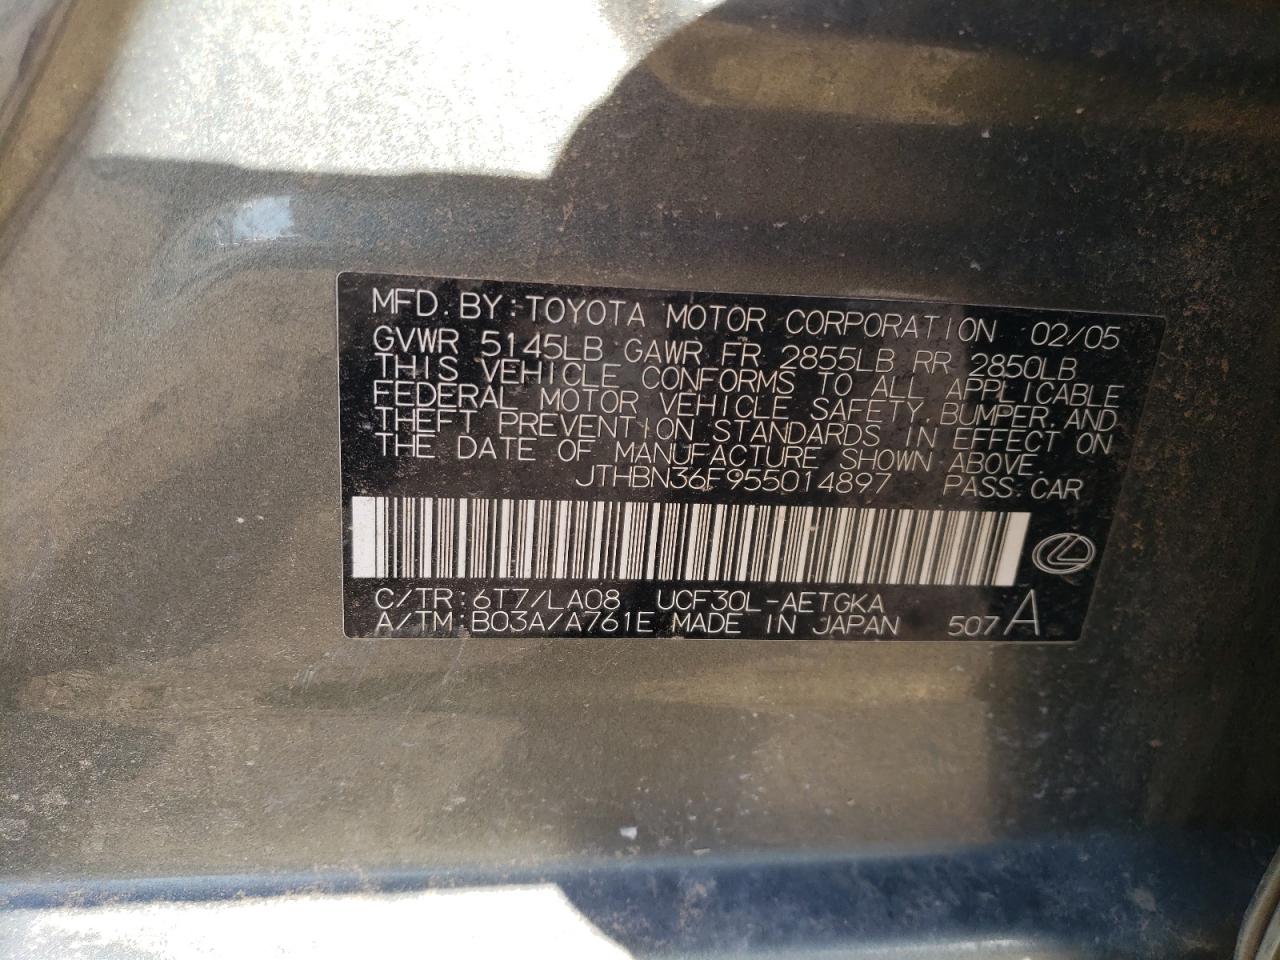 MFD. BY: TOYOTA MOTOR CORPORATION 02/05
GVWR 5145LB GAWR FR 2855LB RR 2850LB
THIS VEHICLE CONFORMS TO ALL APPLICABLE
FEDERAL MOTOR VEHICLE SAFETY, BUMPER, AND
THEFT PREVENTION STANDARDS IN EFFECT ON
THE DATE OF MANUFACTURE SHOWN ABOVE.
JTHBN36F955014897 PASS. CAR
C/TR: 6T7/LA08 UCF30L-AETGKA
A/TM: B03A/A761E MADE IN JAPAN 507 A